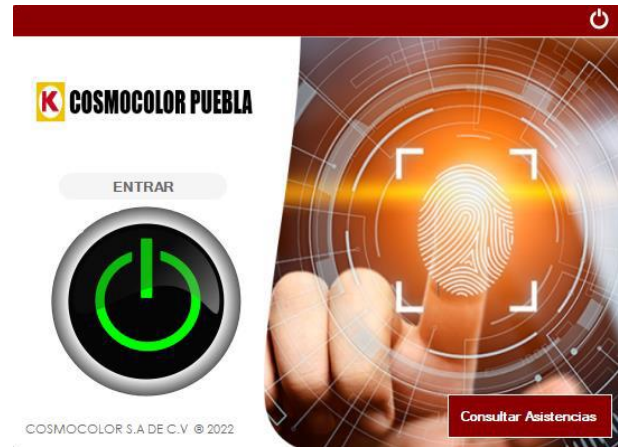 K COSMOCOLOR PUEBLA
ENTRAR
Consultar Asistencias
COSMOCOLOR S.A DE C.V ® 2022